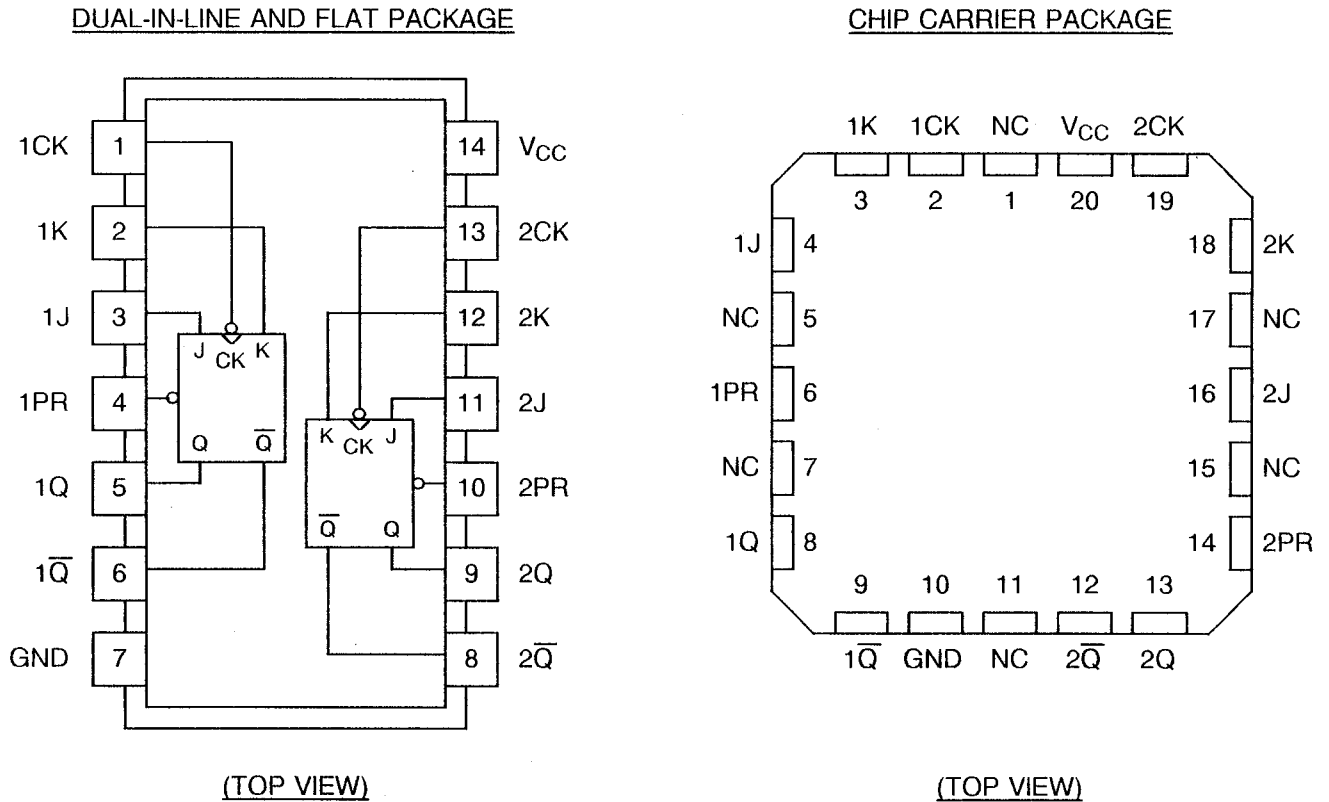 DUAL-IN-LINE AND FLAT PACKAGE
1CK 1 14 VCC
1K 2 13 2CK
1J 3 12 2K
J CK K
1PR 4 11 2J
K CK J
Q Q̅
1Q 5 10 2PR
Q̅ Q
1Q̅ 6 9 2Q
GND 7 8 2Q̅
(TOP VIEW)
CHIP CARRIER PACKAGE
1K 1CK NC VCC 2CK
3 2 1 20 19
1J 4 18 2K
NC 5 17 NC
1PR 6 16 2J
NC 7 15 NC
1Q 8 14 2PR
9 10 11 12 13
1Q̅ GND NC 2Q̅ 2Q
(TOP VIEW)